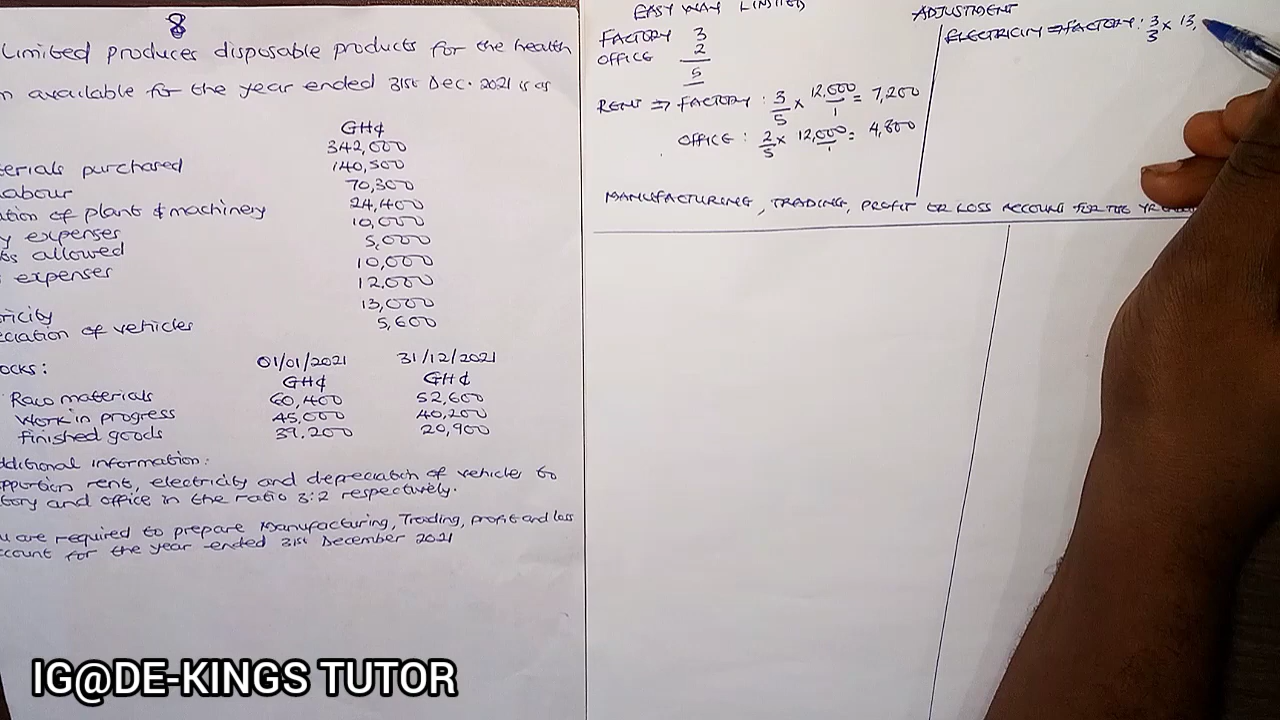 8
Limited produces disposable products for the health
n available for the year ended 31st Dec. 2021 is as
GH¢
342,000
erials purchased 140,500
abour 70,300
ation of plant & machinery 24,400
y expenses 10,000
s allowed 5,000
expenses 10,000
12,000
ricity 13,000
eciation of vehicles 5,600
ocks: 01/01/2021 31/12/2021
GH¢ GH¢
Raw materials 60,400 52,600
Work in progress 45,000 40,200
finished goods 39.200 20,900
dditional information:
pportion rent, electricity and depreciation of vehicles to
tory and office in the ratio 3:2 respectively.
u are required to prepare Manufacturing, Trading, profit and loss
ccount for the year ended 31st December 2021
EASY WAY LIMITED
FACTORY 3
OFFICE 2
5
RENT => FACTORY : 3/5 x 12,000/1 = 7,200
OFFICE : 2/5 x 12,000/1 = 4,800
ADJUSTMENT
ELECTRICITY => FACTORY : 3/5 x 13,
MANUFACTURING, TRADING, PROFIT OR LOSS ACCOUNT FOR THE YR
IG@DE-KINGS TUTOR